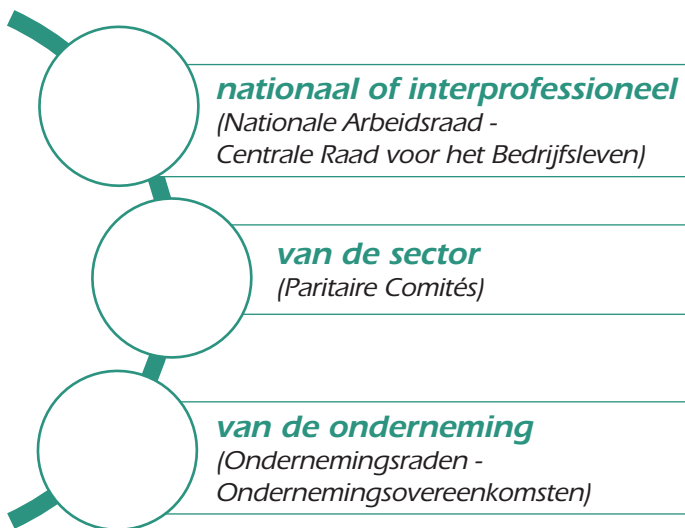 nationaal of interprofessioneel
(Nationale Arbeidsraad -
Centrale Raad voor het Bedrijfsleven)
van de sector
(Paritaire Comités)
van de onderneming
(Ondernemingsraden -
Ondernemingsovereenkomsten)